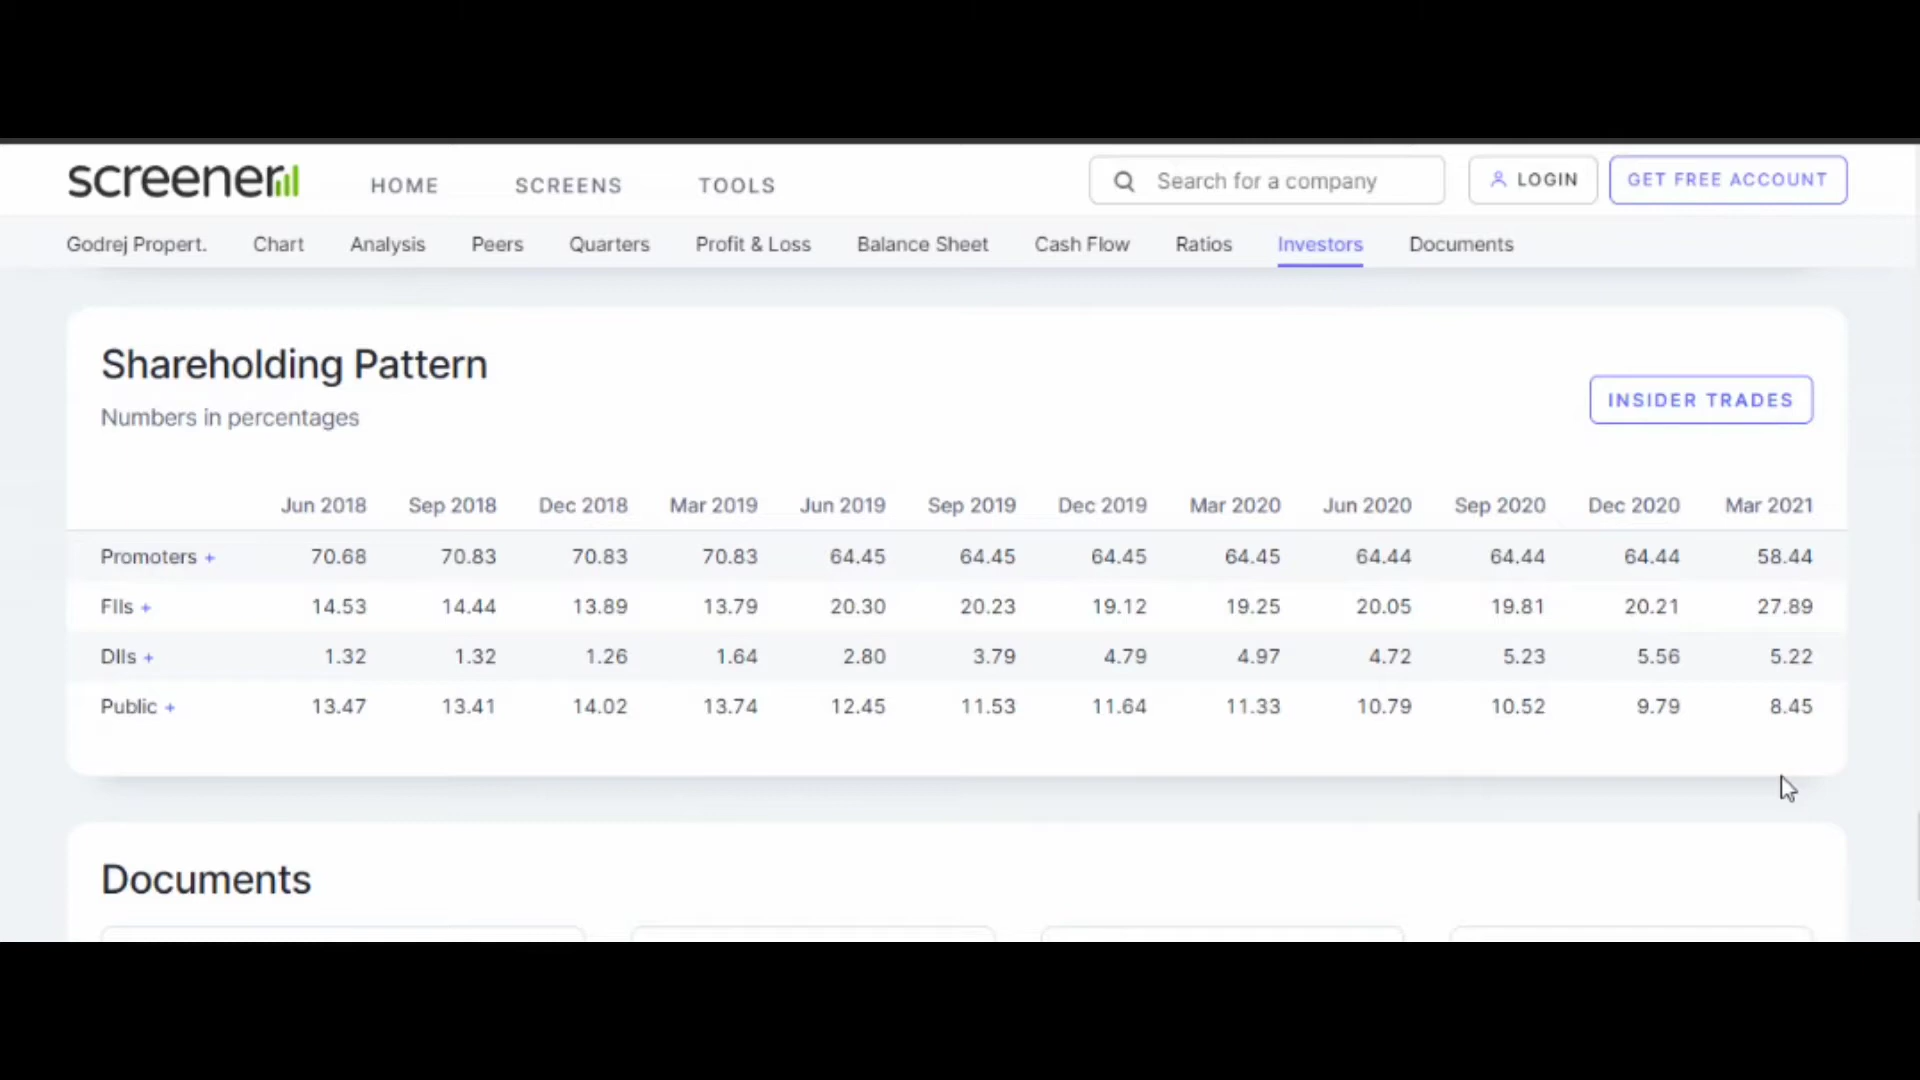 screener HOME SCREENS TOOLS Search for a company LOGIN GET FREE ACCOUNT
Godrej Propert. Chart Analysis Peers Quarters Profit & Loss Balance Sheet Cash Flow Ratios Investors Documents
Shareholding Pattern
Numbers in percentages
INSIDER TRADES
Jun 2018 Sep 2018 Dec 2018 Mar 2019 Jun 2019 Sep 2019 Dec 2019 Mar 2020 Jun 2020 Sep 2020 Dec 2020 Mar 2021
Promoters + 70.68 70.83 70.83 70.83 64.45 64.45 64.45 64.45 64.44 64.44 64.44 58.44
FIIs + 14.53 14.44 13.89 13.79 20.30 20.23 19.12 19.25 20.05 19.81 20.21 27.89
DIIs + 1.32 1.32 1.26 1.64 2.80 3.79 4.79 4.97 4.72 5.23 5.56 5.22
Public + 13.47 13.41 14.02 13.74 12.45 11.53 11.64 11.33 10.79 10.52 9.79 8.45
Documents